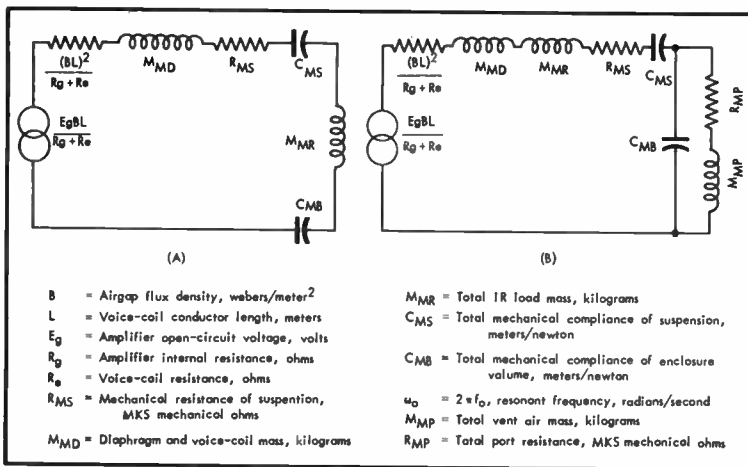 (BL)²
Rg + Re
MMD
RMS
CMS
EgBL
Rg + Re
MMR
CMB
(A)
(BL)²
Rg + Re
MMD
MMR
RMS
CMS
RMP
EgBL
Rg + Re
CMB
MMP
(B)
B = Airgap flux density, webers/meter²
L = Voice-coil conductor length, meters
Eg = Amplifier open-circuit voltage, volts
Rg = Amplifier internal resistance, ohms
Re = Voice-coil resistance, ohms
RMS = Mechanical resistance of suspention,
MKS mechanical ohms
MMD = Diaphragm and voice-coil mass, kilograms
MMR = Total IR load mass, kilograms
CMS = Total mechanical compliance of suspension,
meters/newton
CMB = Total mechanical compliance of enclosure
volume, meters/newton
ωo = 2πfo, resonont frequency, radians/second
MMP = Total vent air mass, kilograms
RMP = Total port resistance, MKS mechonicol ohms